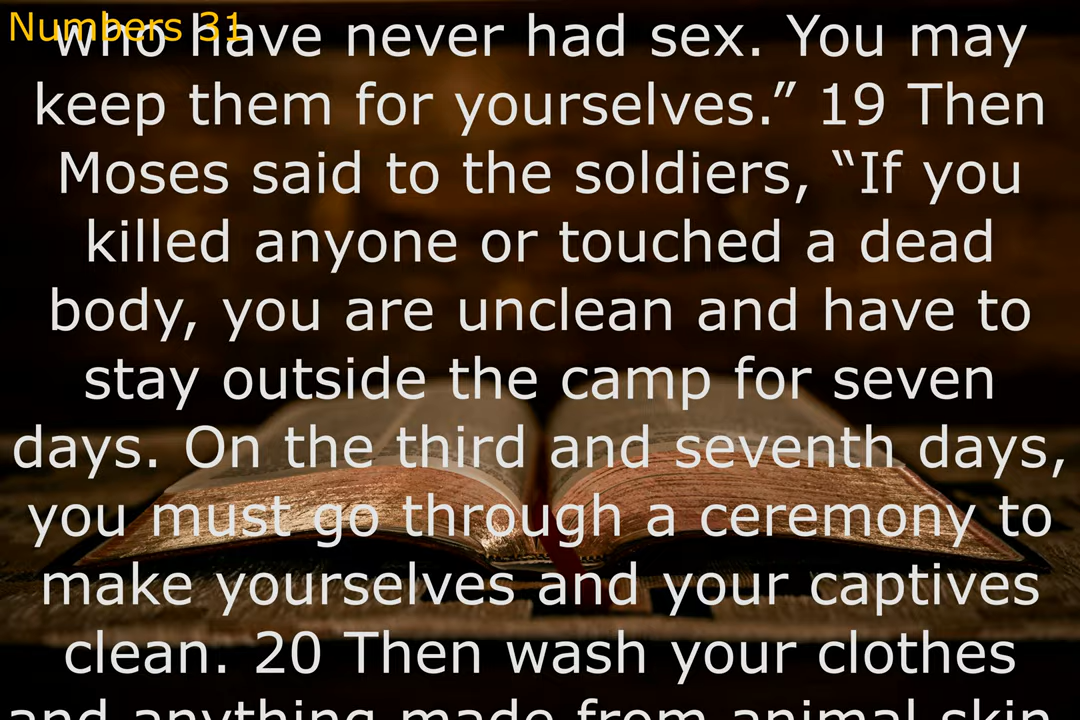 Numbers 31
who have never had sex. You may
keep them for yourselves.” 19 Then
Moses said to the soldiers, “If you
killed anyone or touched a dead
body, you are unclean and have to
stay outside the camp for seven
days. On the third and seventh days,
you must go through a ceremony to
make yourselves and your captives
clean. 20 Then wash your clothes
and anything made from animal skin